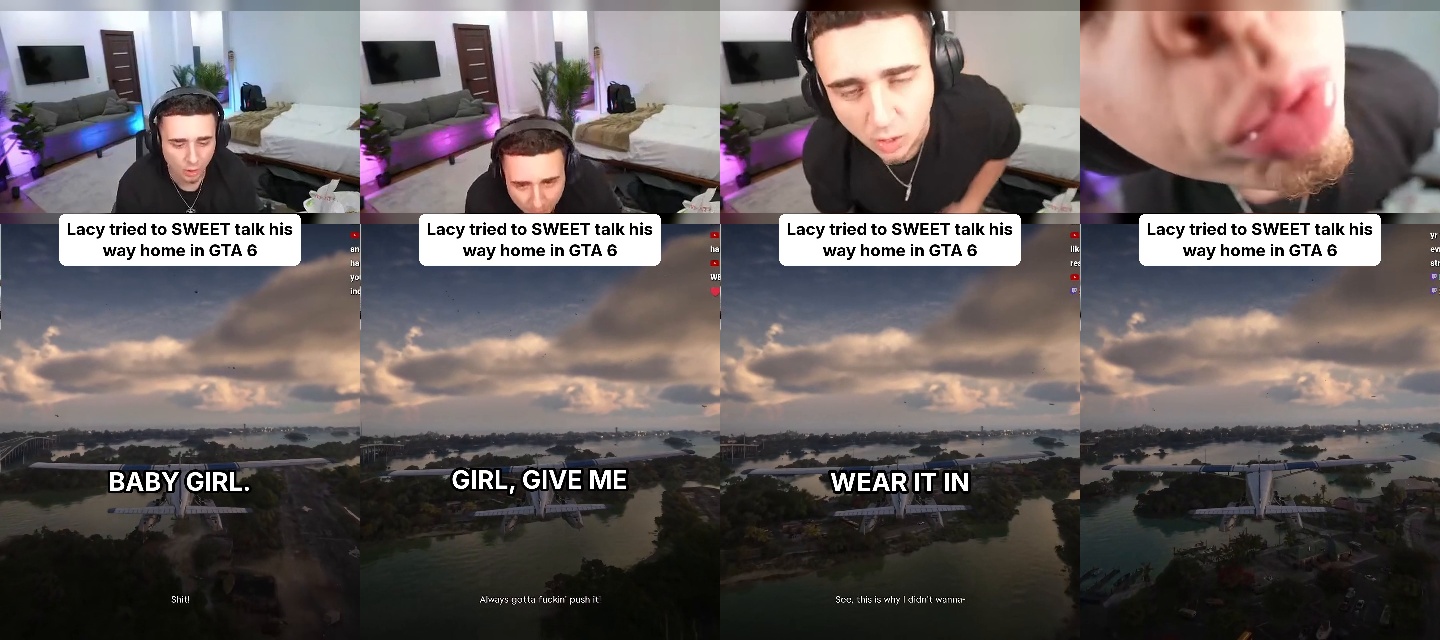 Lacy tried to SWEET talk his
way home in GTA 6
BABY GIRL.
Shit!
Lacy tried to SWEET talk his
way home in GTA 6
GIRL, GIVE ME
Always gotta fuckin' push it!
Lacy tried to SWEET talk his
way home in GTA 6
WEAR IT IN
See, this is why I didn't wanna-
Lacy tried to SWEET talk his
way home in GTA 6